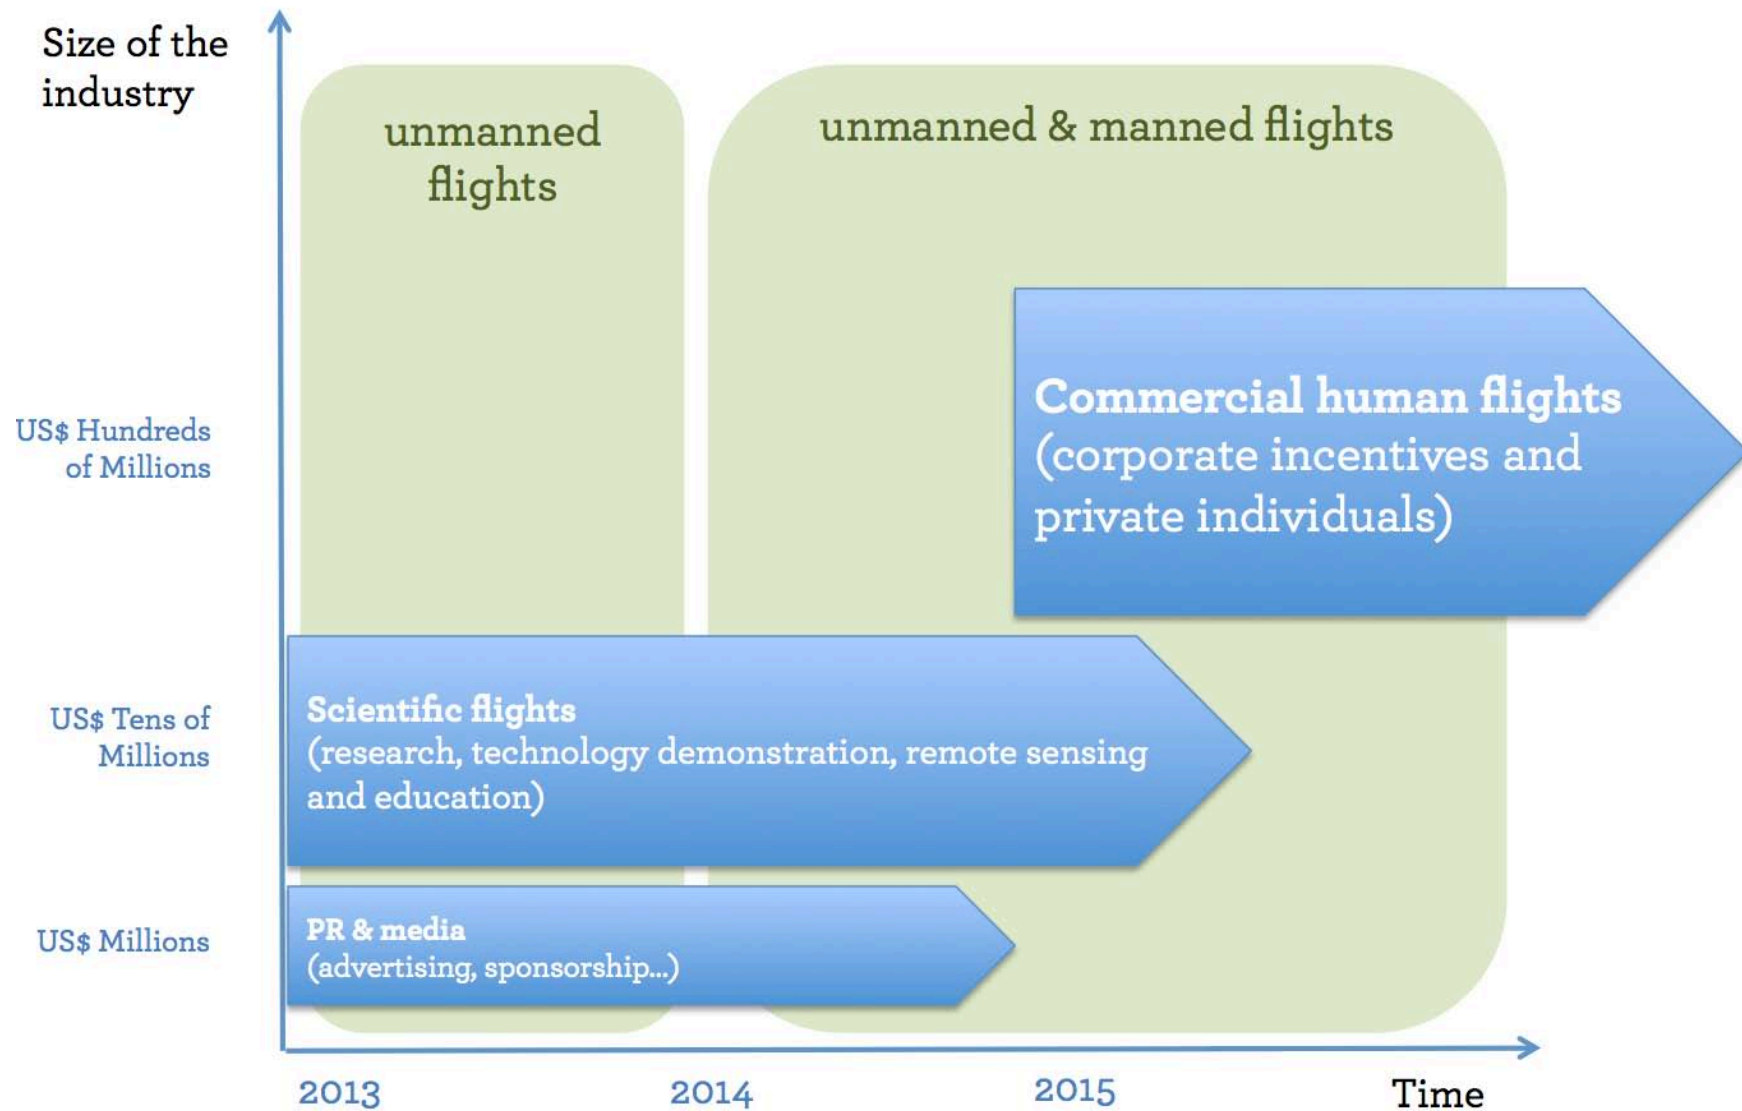 Size of the
industry
unmanned
flights
unmanned & manned flights
US$ Hundreds
of Millions
Commercial human flights
(corporate incentives and
private individuals)
US$ Tens of
Millions
Scientific flights
(research, technology demonstration, remote sensing
and education)
US$ Millions
PR & media
(advertising, sponsorship...)
2013
2014
2015
Time